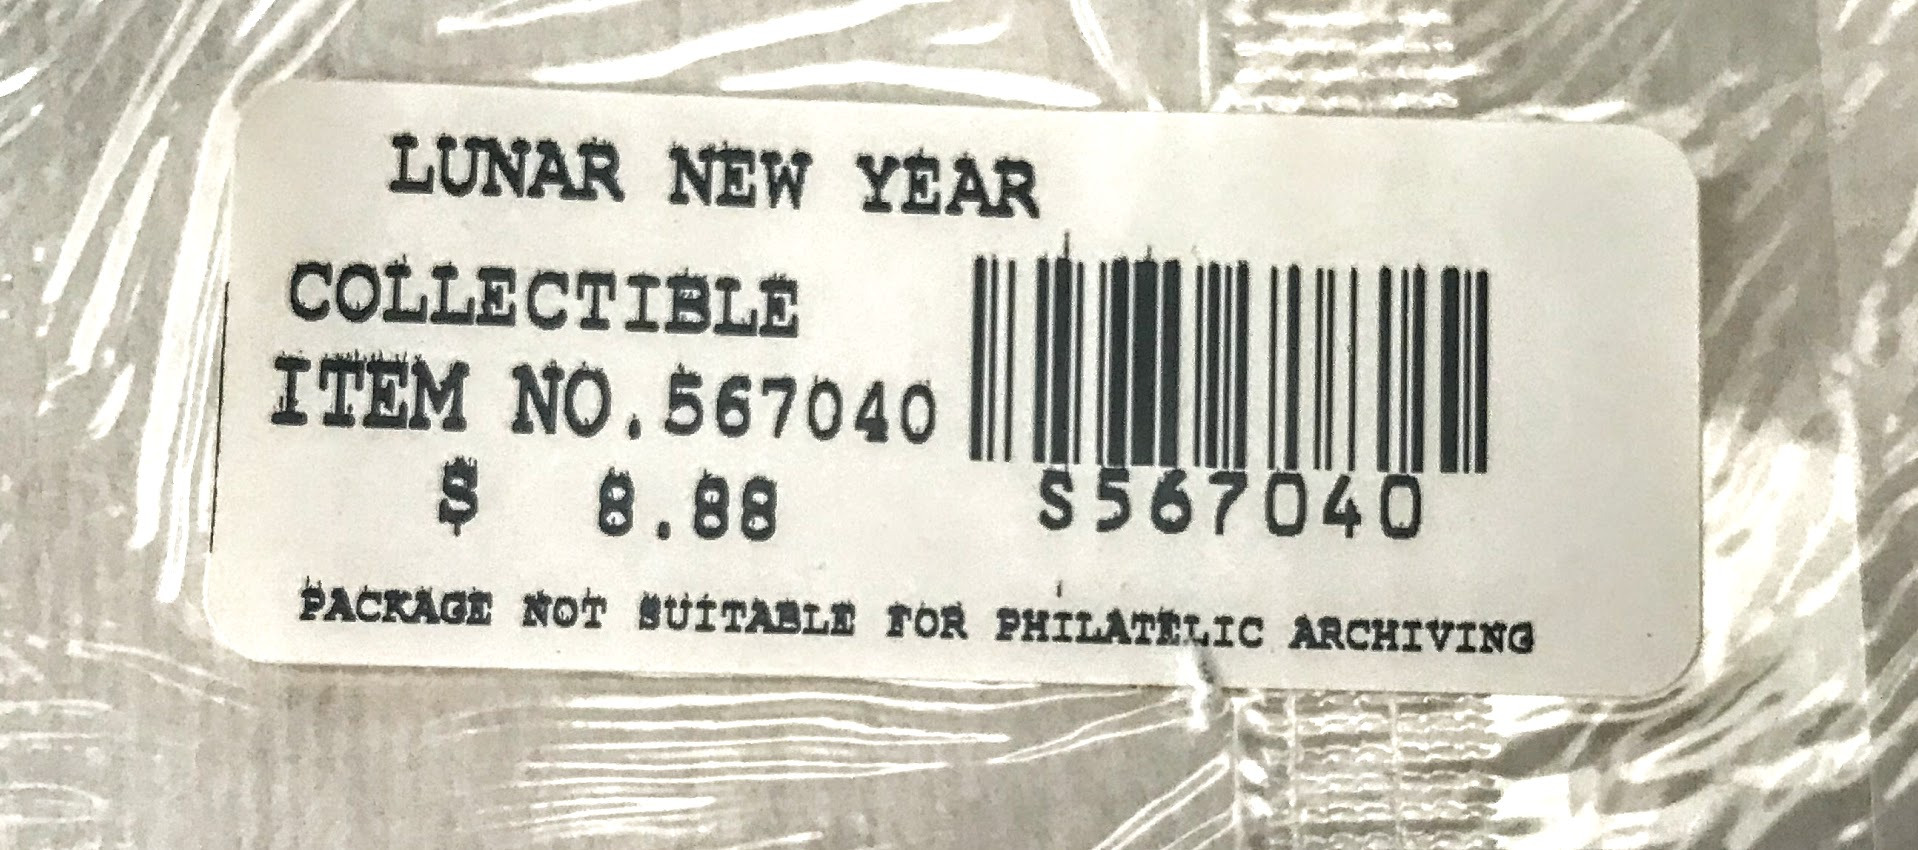 LUNAR NEW YEAR
COLLECTIBLE
ITEM NO.567040
$ 8.88
S567040
PACKAGE NOT SUITABLE FOR PHILATELIC ARCHIVING